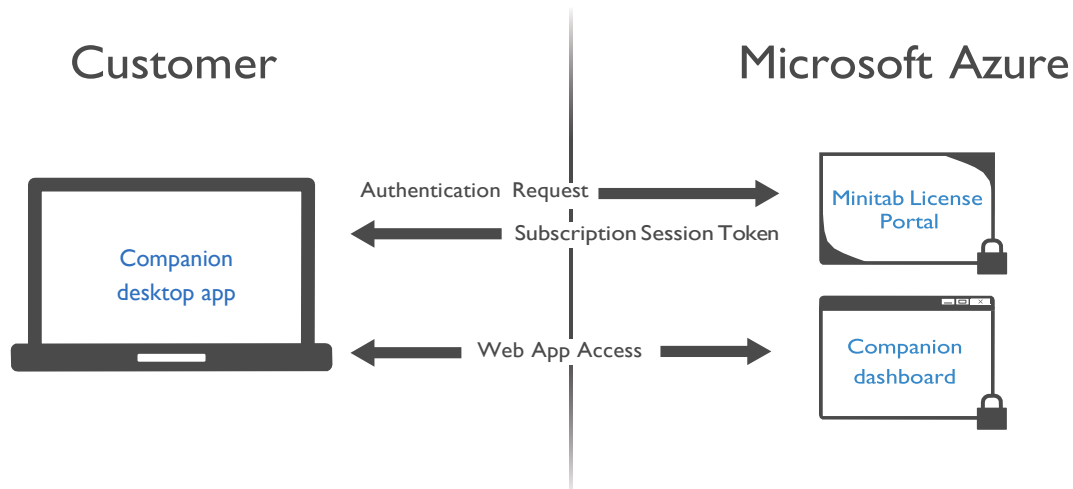 Customer
Microsoft Azure
Authentication Request
Minitab License
Portal
Subscription Session Token
Companion
desktop app
Web App Access
Companion
dashboard